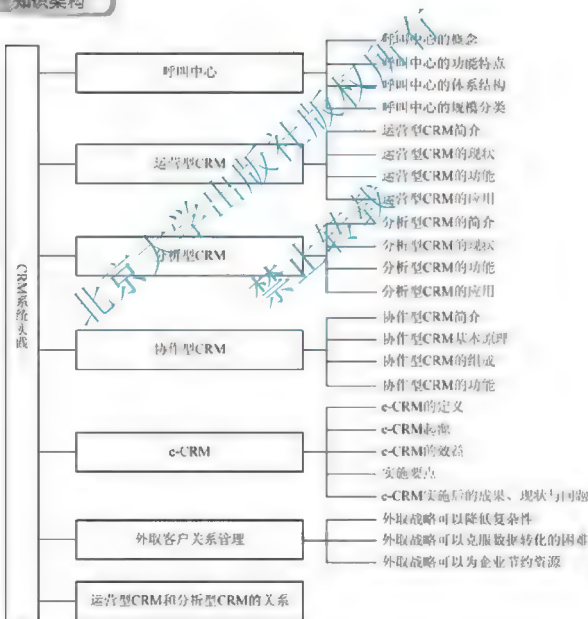 知识架构
CRM系统实践
呼叫中心
呼叫中心的概念
呼叫中心的功能特点
呼叫中心的体系结构
呼叫中心的规模分类
运营型CRM
运营型CRM简介
运营型CRM的现状
运营型CRM的功能
运营型CRM的应用
分析型CRM
分析型CRM的简介
分析型CRM的现状
分析型CRM的功能
分析型CRM的应用
协作型CRM
协作型CRM简介
协作型CRM基本原理
协作型CRM的组成
协作型CRM的功能
e-CRM
e-CRM的定义
e-CRM起源
e-CRM的效益
实施要点
e-CRM实施后的成果、现状与问题
外取客户关系管理
外取战略可以降低复杂性
外取战略可以克服数据转化的困难
外取战略可以为企业节约资源
运营型CRM和分析型CRM的关系
北京大学出版社版权所有
禁止转载